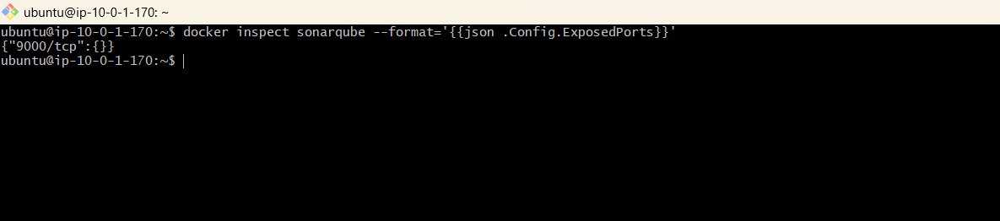 ubuntu@ip-10-0-1-170: ~
ubuntu@ip-10-0-1-170:~$ docker inspect sonarqube --format='{{json .Config.ExposedPorts}}'
{"9000/tcp":{}}
ubuntu@ip-10-0-1-170:~$